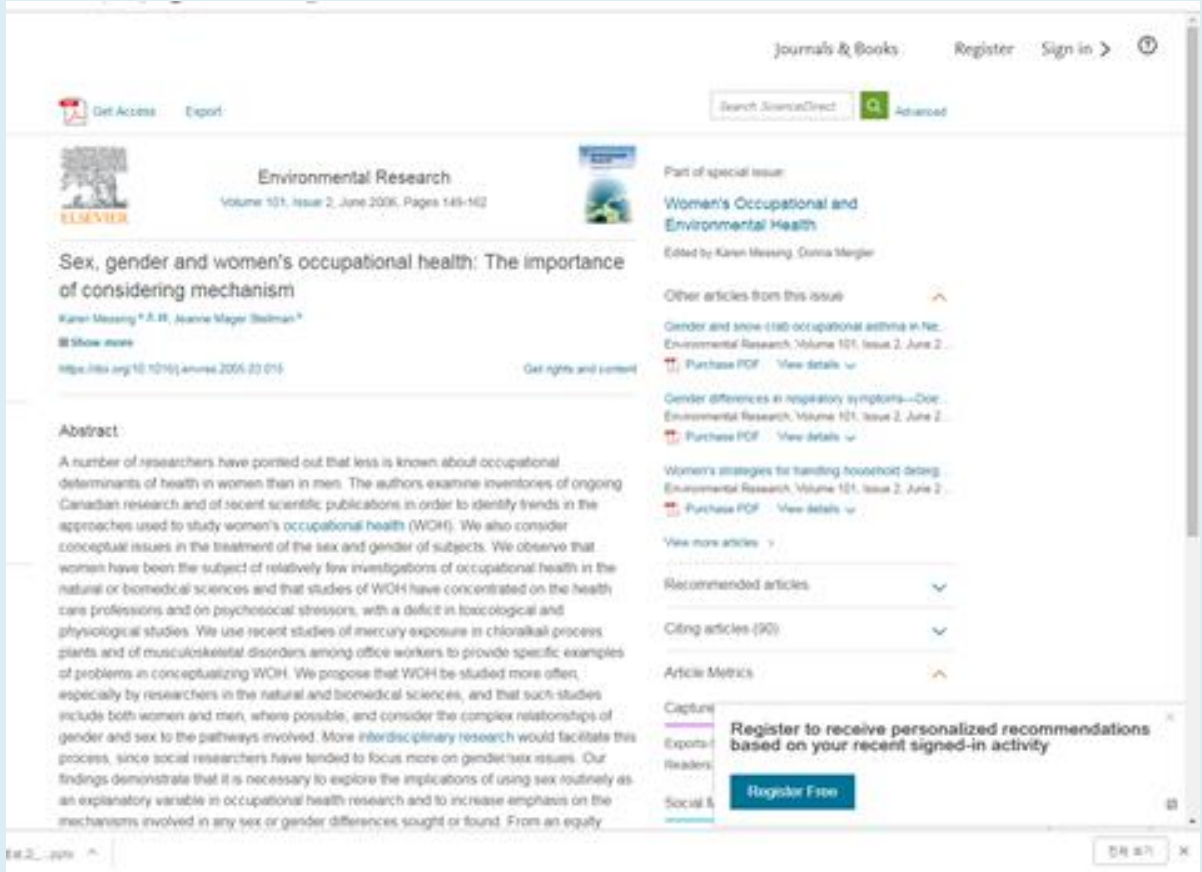 Journals & Books Register Sign in >
Get Access Export
Search ScienceDirect Advanced
ELSEVIER
Environmental Research
Volume 101, Issue 2, June 2006, Pages 149-162
Sex, gender and women's occupational health: The importance
of considering mechanism
Karen Messing, Jeanne Mager Stellman
Show more
Get rights and content
Abstract
A number of researchers have pointed out that less is known about occupational
determinants of health in women than in men. The authors examine inventories of ongoing
Canadian research and of recent scientific publications in order to identify trends in the
approaches used to study women's occupational health (WOH). We also consider
conceptual issues in the treatment of the sex and gender of subjects. We observe that
women have been the subject of relatively few investigations of occupational health in the
natural or biomedical sciences and that studies of WOH have concentrated on the health
care professions and on psychosocial stressors, with a deficit in toxicological and
physiological studies. We use recent studies of mercury exposure in chloralkali process
plants and of musculoskeletal disorders among office workers to provide specific examples
of problems in conceptualizing WOH. We propose that WOH be studied more often,
especially by researchers in the natural and biomedical sciences, and that such studies
include both women and men, where possible, and consider the complex relationships of
gender and sex to the pathways involved. More interdisciplinary research would facilitate this
process, since social researchers have tended to focus more on gender/sex issues. Our
findings demonstrate that it is necessary to explore the implications of using sex routinely as
an explanatory variable in occupational health research and to increase emphasis on the
mechanisms involved in any sex or gender differences sought or found. From an equity
Part of special issue:
Women's Occupational and
Environmental Health
Edited by Karen Messing, Donna Mergler
Other articles from this issue
Gender and snow crab occupational asthma in Ne...
Environmental Research, Volume 101, Issue 2, June 2...
Purchase PDF View details
Gender differences in respiratory symptoms—Doe...
Environmental Research, Volume 101, Issue 2, June 2...
Purchase PDF View details
Women's strategies for handling household deterg...
Environmental Research, Volume 101, Issue 2, June 2...
Purchase PDF View details
View more articles >
Recommended articles
Citing articles (90)
Article Metrics
Capture
Exports
Readers
Social M
Register to receive personalized recommendations
based on your recent signed-in activity
Register Free
전체 보기